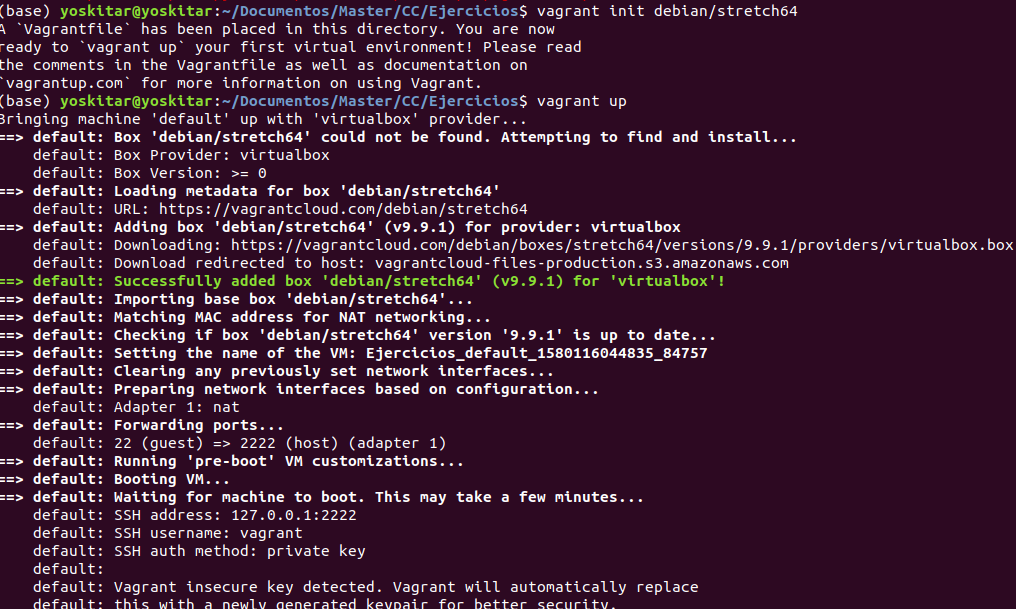 (base) yoskitar@yoskitar:~/Documentos/Master/CC/Ejercicios$ vagrant init debian/stretch64
A `Vagrantfile` has been placed in this directory. You are now
ready to `vagrant up` your first virtual environment! Please read
the comments in the Vagrantfile as well as documentation on
`vagrantup.com` for more information on using Vagrant.
(base) yoskitar@yoskitar:~/Documentos/Master/CC/Ejercicios$ vagrant up
Bringing machine 'default' up with 'virtualbox' provider...
==> default: Box 'debian/stretch64' could not be found. Attempting to find and install...
    default: Box Provider: virtualbox
    default: Box Version: >= 0
==> default: Loading metadata for box 'debian/stretch64'
    default: URL: https://vagrantcloud.com/debian/stretch64
==> default: Adding box 'debian/stretch64' (v9.9.1) for provider: virtualbox
    default: Downloading: https://vagrantcloud.com/debian/boxes/stretch64/versions/9.9.1/providers/virtualbox.box
    default: Download redirected to host: vagrantcloud-files-production.s3.amazonaws.com
==> default: Successfully added box 'debian/stretch64' (v9.9.1) for 'virtualbox'!
==> default: Importing base box 'debian/stretch64'...
==> default: Matching MAC address for NAT networking...
==> default: Checking if box 'debian/stretch64' version '9.9.1' is up to date...
==> default: Setting the name of the VM: Ejercicios_default_1580116044835_84757
==> default: Clearing any previously set network interfaces...
==> default: Preparing network interfaces based on configuration...
    default: Adapter 1: nat
==> default: Forwarding ports...
    default: 22 (guest) => 2222 (host) (adapter 1)
==> default: Running 'pre-boot' VM customizations...
==> default: Booting VM...
==> default: Waiting for machine to boot. This may take a few minutes...
    default: SSH address: 127.0.0.1:2222
    default: SSH username: vagrant
    default: SSH auth method: private key
    default:
    default: Vagrant insecure key detected. Vagrant will automatically replace
    default: this with a newly generated keypair for better security.